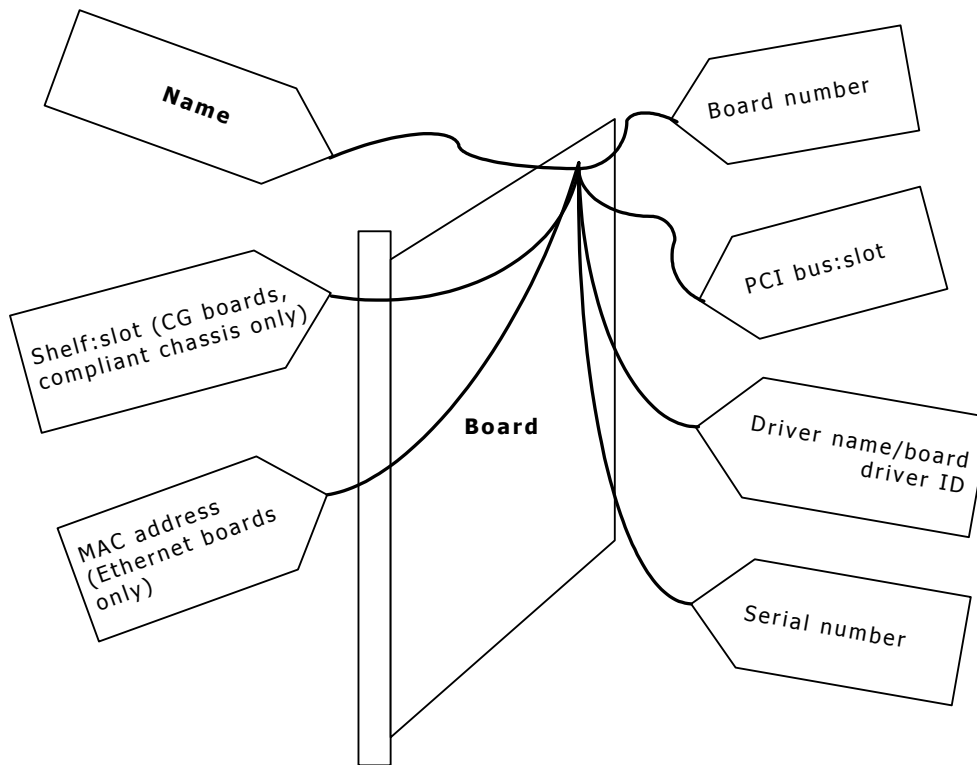 Name
Board number
PCI bus:slot
Shelf:slot (CG boards,
compliant chassis only)
Board
Driver name/board
driver ID
MAC address
(Ethernet boards
only)
Serial number